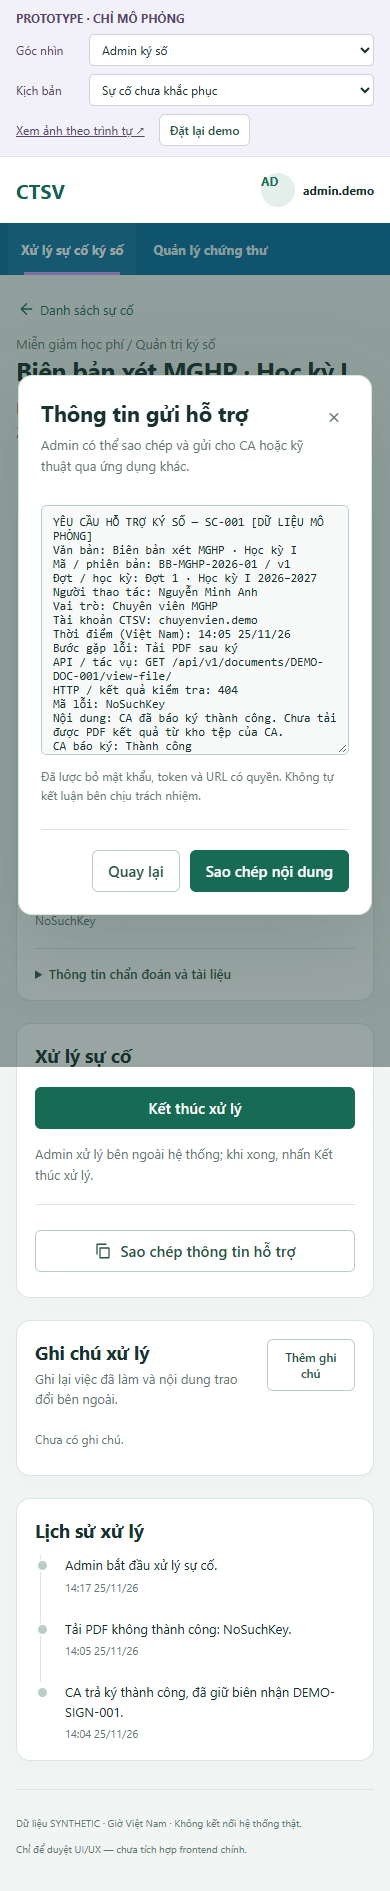 PROTOTYPE · CHỈ MÔ PHỎNG
Góc nhìn
Admin ký số
Kịch bản
Sự cố chưa khắc phục
Xem ảnh theo trình tự ↗
Đặt lại demo
CTSV
AD
admin.demo
Xử lý sự cố ký số
Quản lý chứng thư
← Danh sách sự cố
Miễn giảm học phí / Quản trị ký số
Biên bản xét MGHP · Học kỳ I
Thông tin gửi hỗ trợ
×
Admin có thể sao chép và gửi cho CA hoặc kỹ
thuật qua ứng dụng khác.
YÊU CẦU HỖ TRỢ KÝ SỐ — SC-001 [DỮ LIỆU MÔ
PHỎNG]
Văn bản: Biên bản xét MGHP · Học kỳ I
Mã / phiên bản: BB-MGHP-2026-01 / v1
Đợt / học kỳ: Đợt 1 · Học kỳ I 2026–2027
Người thao tác: Nguyễn Minh Anh
Vai trò: Chuyên viên MGHP
Tài khoản CTSV: chuyenvien.demo
Thời điểm (Việt Nam): 14:05 25/11/26
Bước gặp lỗi: Tải PDF sau ký
API / tác vụ: GET /api/v1/documents/DEMO-
DOC-001/view-file/
HTTP / kết quả kiểm tra: 404
Mã lỗi: NoSuchKey
Nội dung: CA đã báo ký thành công. Chưa tải
được PDF kết quả từ kho tệp của CA.
CA báo ký: Thành công
Đã lược bỏ mật khẩu, token và URL có quyền. Không tự
kết luận bên chịu trách nhiệm.
Quay lại
Sao chép nội dung
NoSuchKey
▶ Thông tin chẩn đoán và tài liệu
Xử lý sự cố
Kết thúc xử lý
Admin xử lý bên ngoài hệ thống; khi xong, nhấn Kết
thúc xử lý.
Sao chép thông tin hỗ trợ
Ghi chú xử lý
Ghi lại việc đã làm và nội dung trao
đổi bên ngoài.
Thêm ghi
chú
Chưa có ghi chú.
Lịch sử xử lý
Admin bắt đầu xử lý sự cố.
14:17 25/11/26
Tải PDF không thành công: NoSuchKey.
14:05 25/11/26
CA trả ký thành công, đã giữ biên nhận DEMO-
SIGN-001.
14:04 25/11/26
Dữ liệu SYNTHETIC · Giờ Việt Nam · Không kết nối hệ thống thật.
Chỉ để duyệt UI/UX — chưa tích hợp frontend chính.